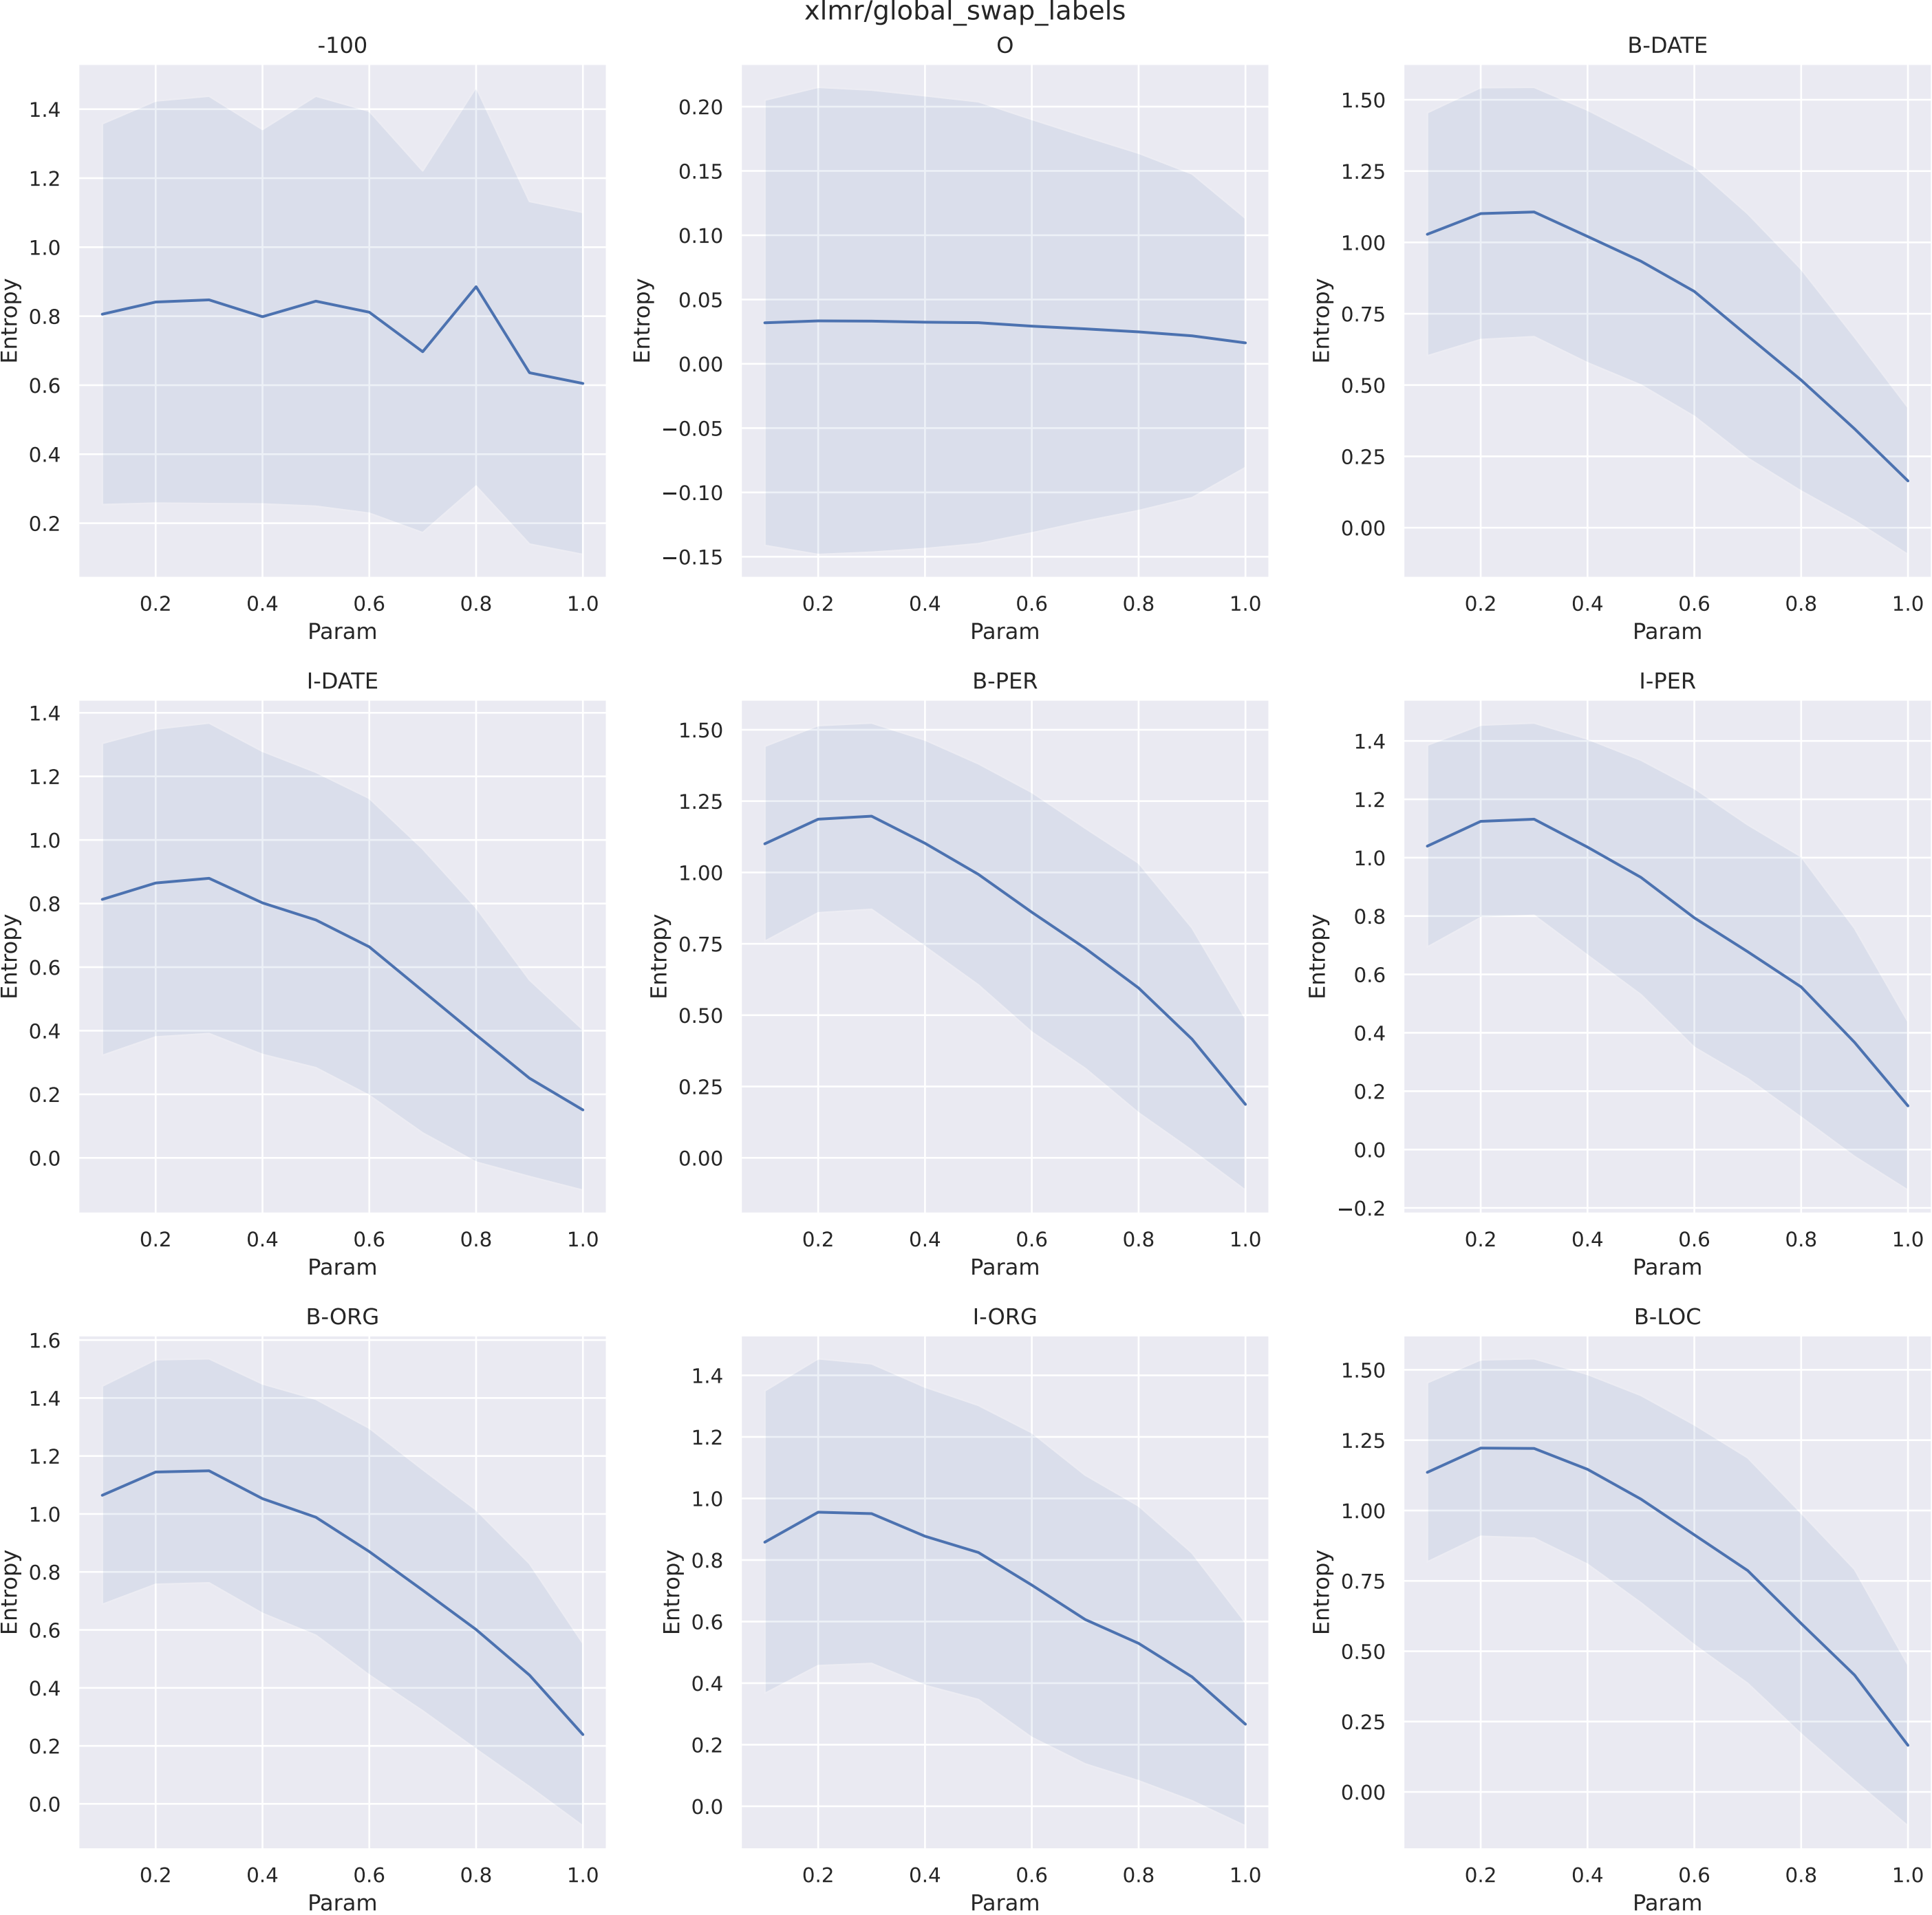 xlmr/global_swap_labels
-100
1.4
1.2
1.0
0.8
0.6
0.4
0.2
Entropy
0.2 0.4 0.6 0.8 1.0
Param
O
0.20
0.15
0.10
0.05
0.00
−0.05
−0.10
−0.15
Entropy
0.2 0.4 0.6 0.8 1.0
Param
B-DATE
1.50
1.25
1.00
0.75
0.50
0.25
0.00
Entropy
0.2 0.4 0.6 0.8 1.0
Param
I-DATE
1.4
1.2
1.0
0.8
0.6
0.4
0.2
0.0
Entropy
0.2 0.4 0.6 0.8 1.0
Param
B-PER
1.50
1.25
1.00
0.75
0.50
0.25
0.00
Entropy
0.2 0.4 0.6 0.8 1.0
Param
I-PER
1.4
1.2
1.0
0.8
0.6
0.4
0.2
0.0
−0.2
Entropy
0.2 0.4 0.6 0.8 1.0
Param
B-ORG
1.6
1.4
1.2
1.0
0.8
0.6
0.4
0.2
0.0
Entropy
0.2 0.4 0.6 0.8 1.0
Param
I-ORG
1.4
1.2
1.0
0.8
0.6
0.4
0.2
0.0
Entropy
0.2 0.4 0.6 0.8 1.0
Param
B-LOC
1.50
1.25
1.00
0.75
0.50
0.25
0.00
Entropy
0.2 0.4 0.6 0.8 1.0
Param